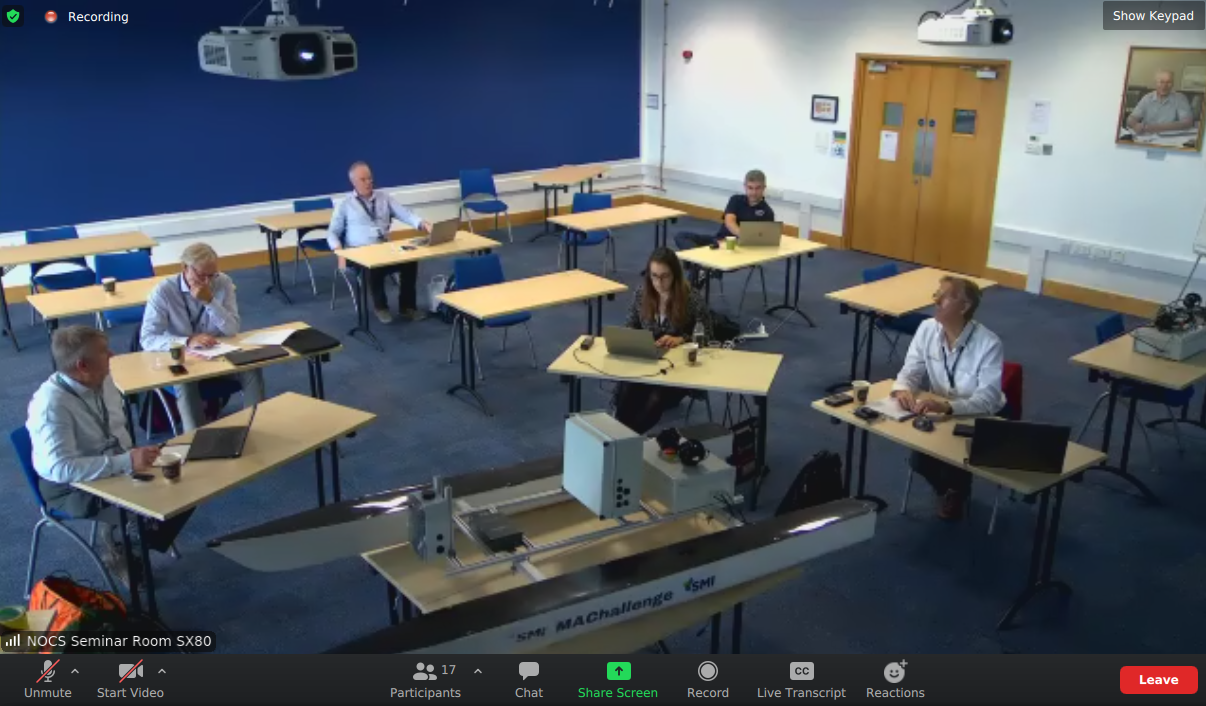 Recording
Show Keypad
SMI MAChallenge SMI
NOCS Seminar Room SX80
Unmute
Start Video
17
Participants
Chat
Share Screen
Record
CC
Live Transcript
Reactions
Leave